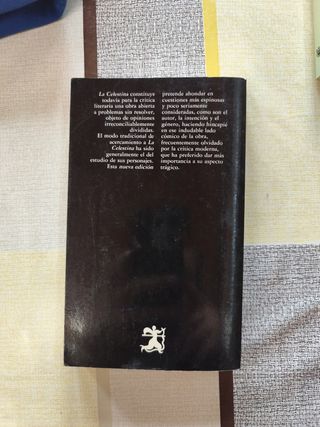 La Celestina constituye
todavía para la crítica
literaria una obra abierta
a problemas sin resolver,
objeto de opiniones
irreconciliablemente
divididas.
El modo tradicional de
acercamiento a La
Celestina ha sido
generalmente el del
estudio de sus personajes.
Esta nueva edición
pretende ahondar en
cuestiones más espinosas
y poco seriamente
consideradas, como son el
autor, la intención y el
género, haciendo hincapié
en ese indudable lado
cómico de la obra,
frecuentemente olvidado
por la crítica moderna,
que ha preferido dar más
importancia a su aspecto
trágico.